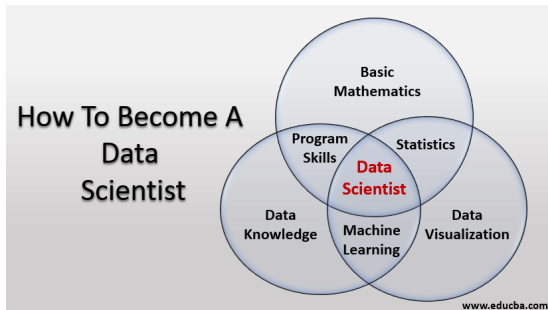 How To Become A
Data
Scientist
Basic
Mathematics
Program
Skills
Statistics
Data
Scientist
Data
Knowledge
Machine
Learning
Data
Visualization
www.educba.com